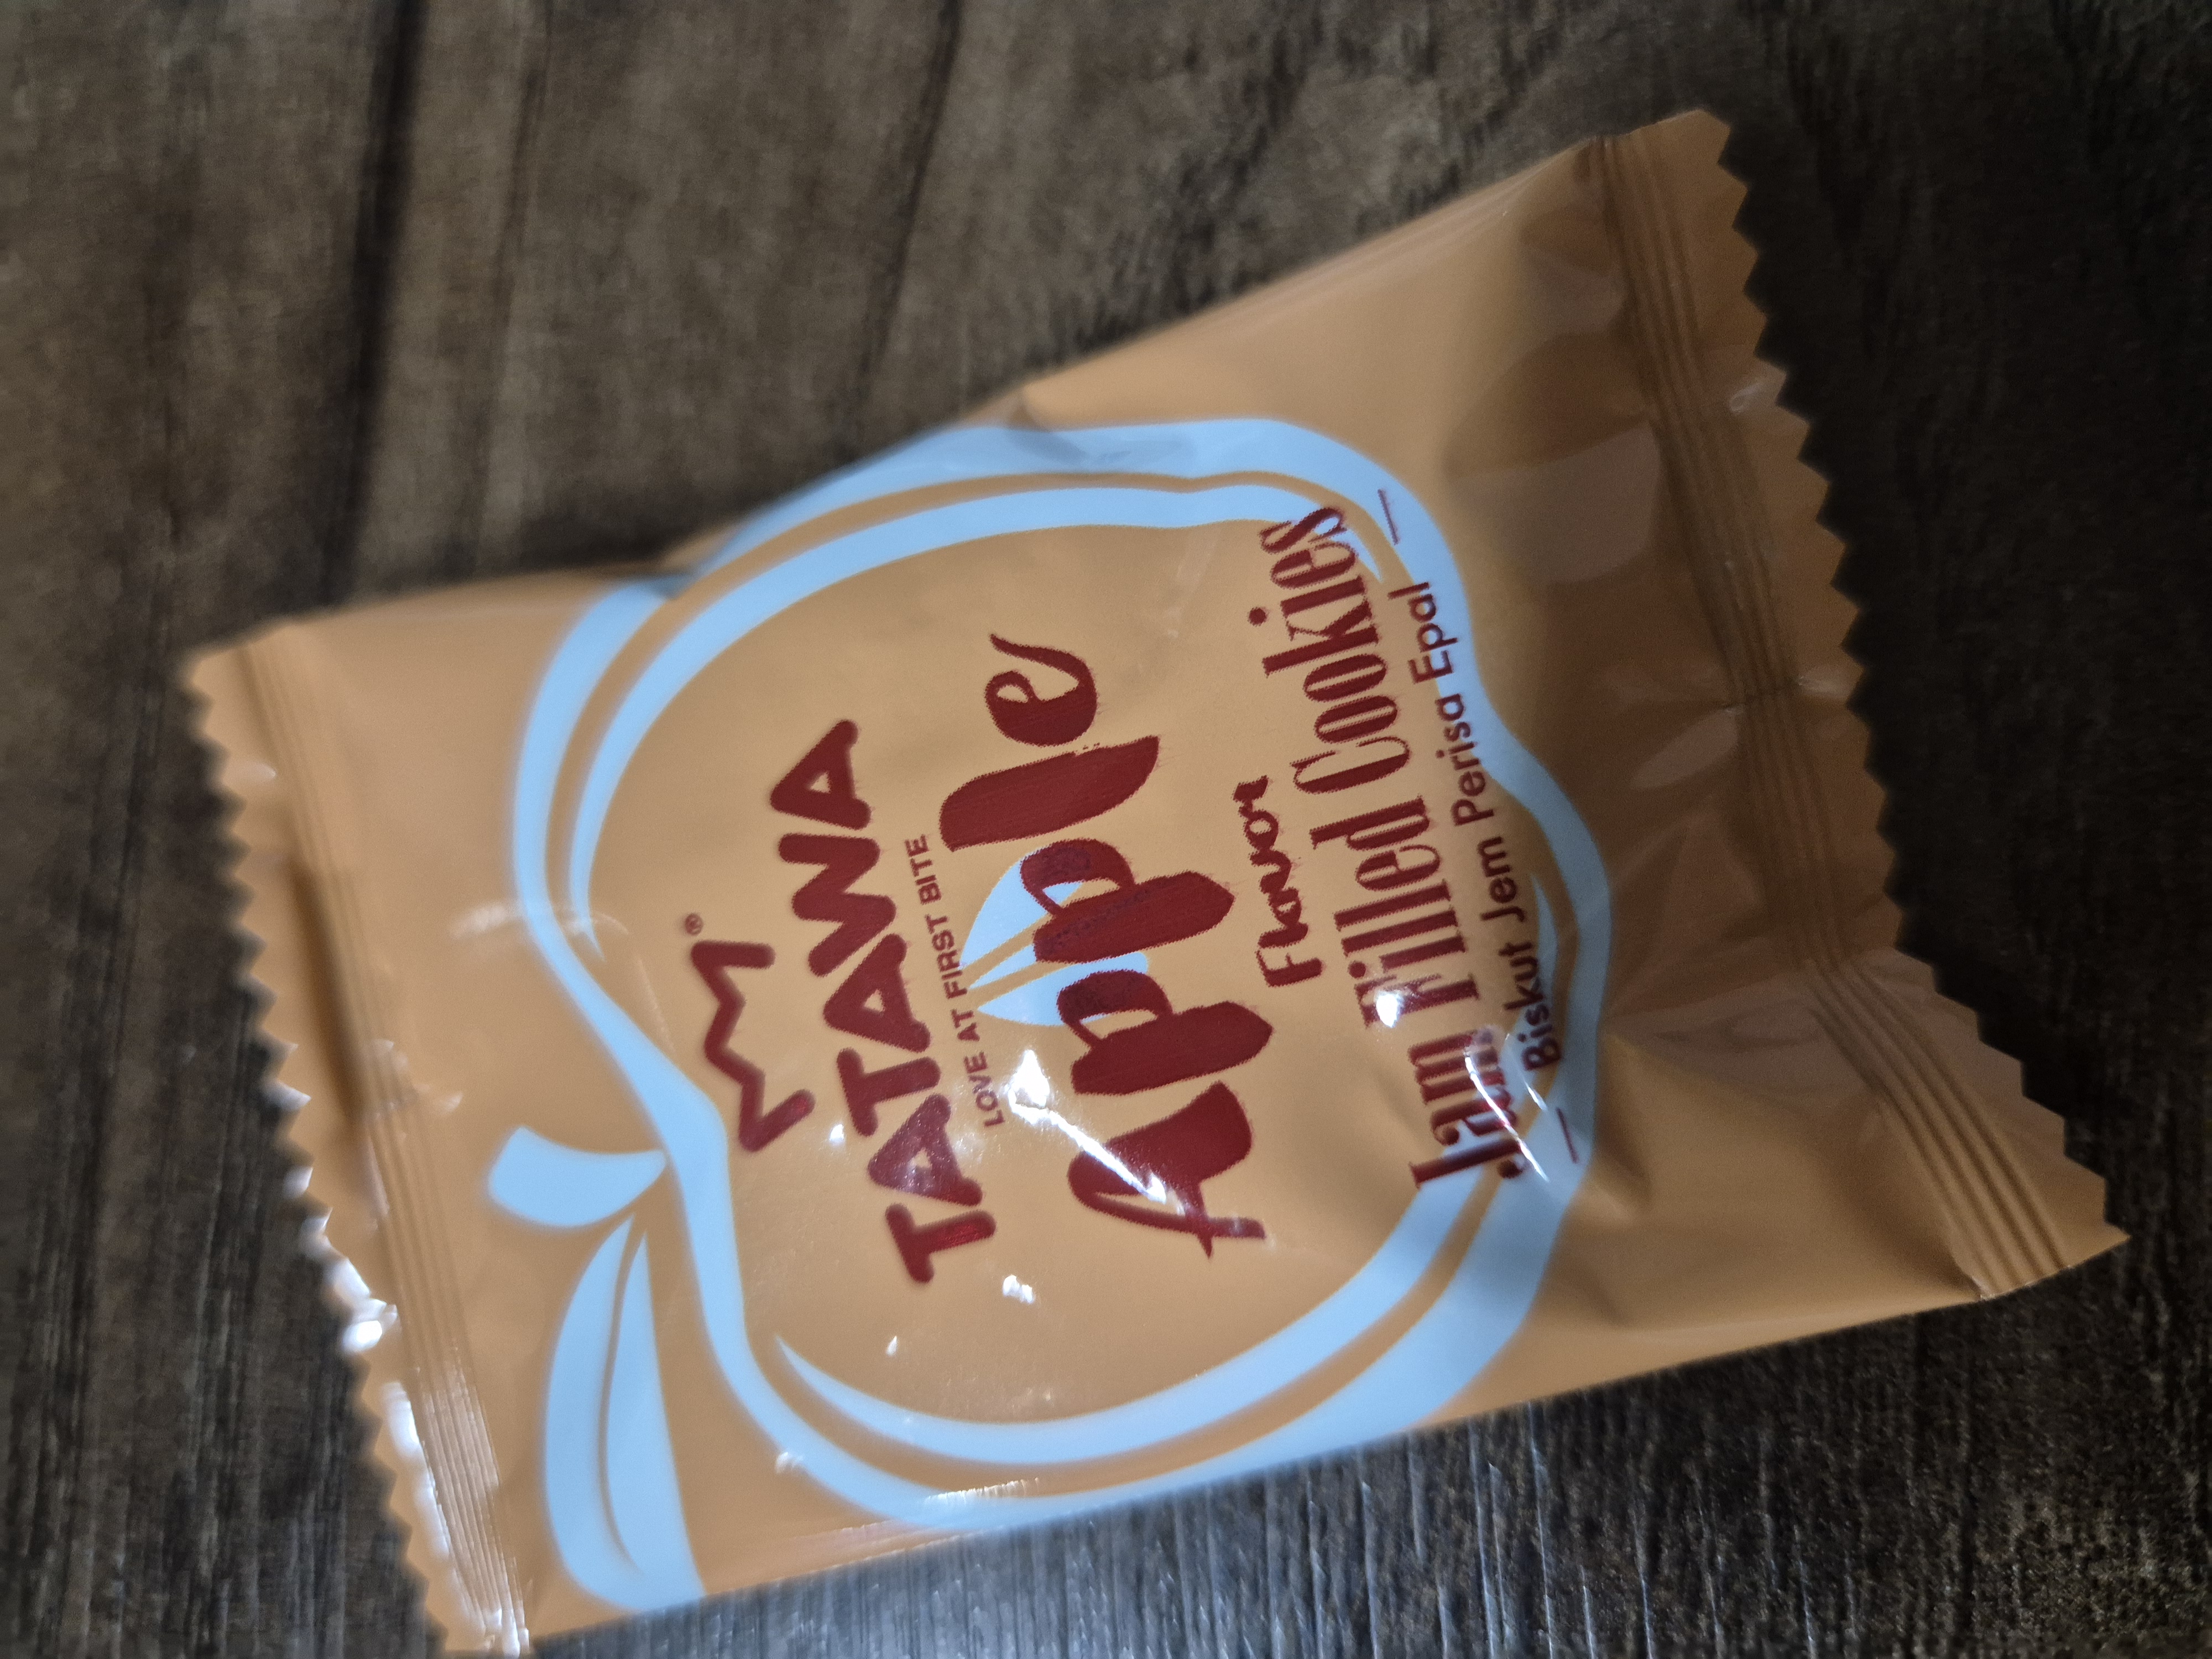 ®
TATAWA
LOVE AT FIRST BITE
Apple
Flavor
Jam Filled Cookies
Biskut Jem Perisa Epal